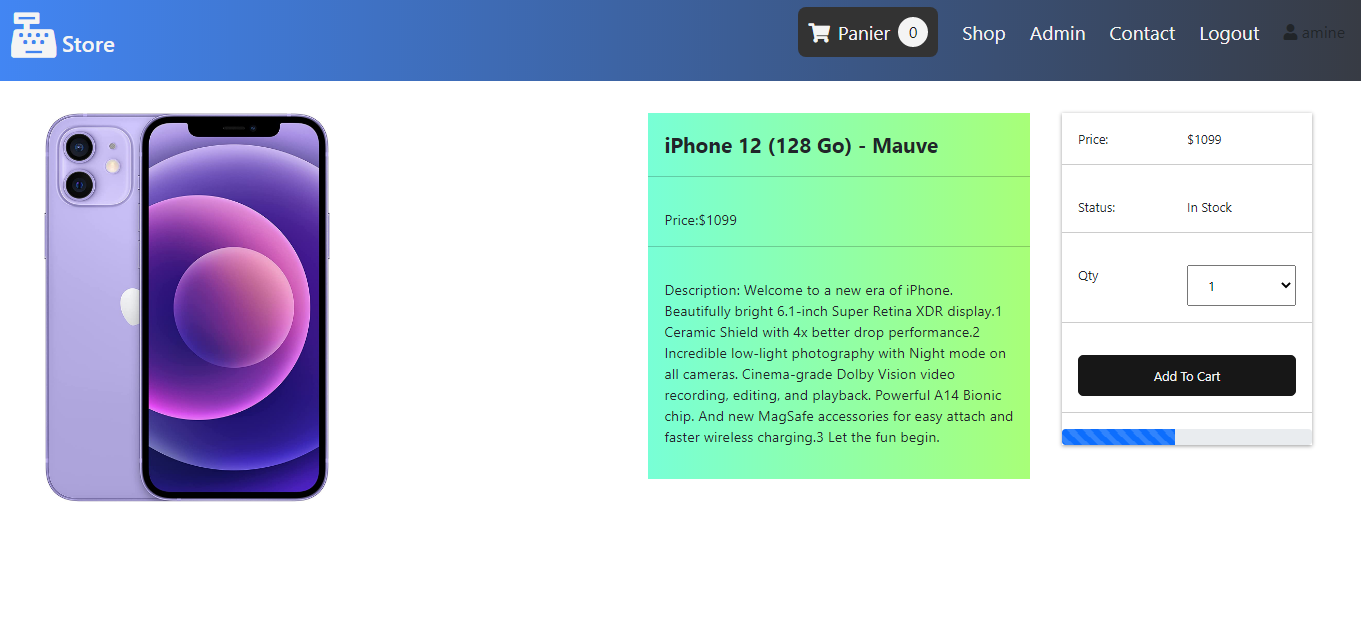 Store
Panier 0
Shop
Admin
Contact
Logout
amine
iPhone 12 (128 Go) - Mauve
Price:$1099
Description: Welcome to a new era of iPhone.
Beautifully bright 6.1-inch Super Retina XDR display.1
Ceramic Shield with 4x better drop performance.2
Incredible low-light photography with Night mode on
all cameras. Cinema-grade Dolby Vision video
recording, editing, and playback. Powerful A14 Bionic
chip. And new MagSafe accessories for easy attach and
faster wireless charging.3 Let the fun begin.
Price: $1099
Status: In Stock
Qty 1
Add To Cart